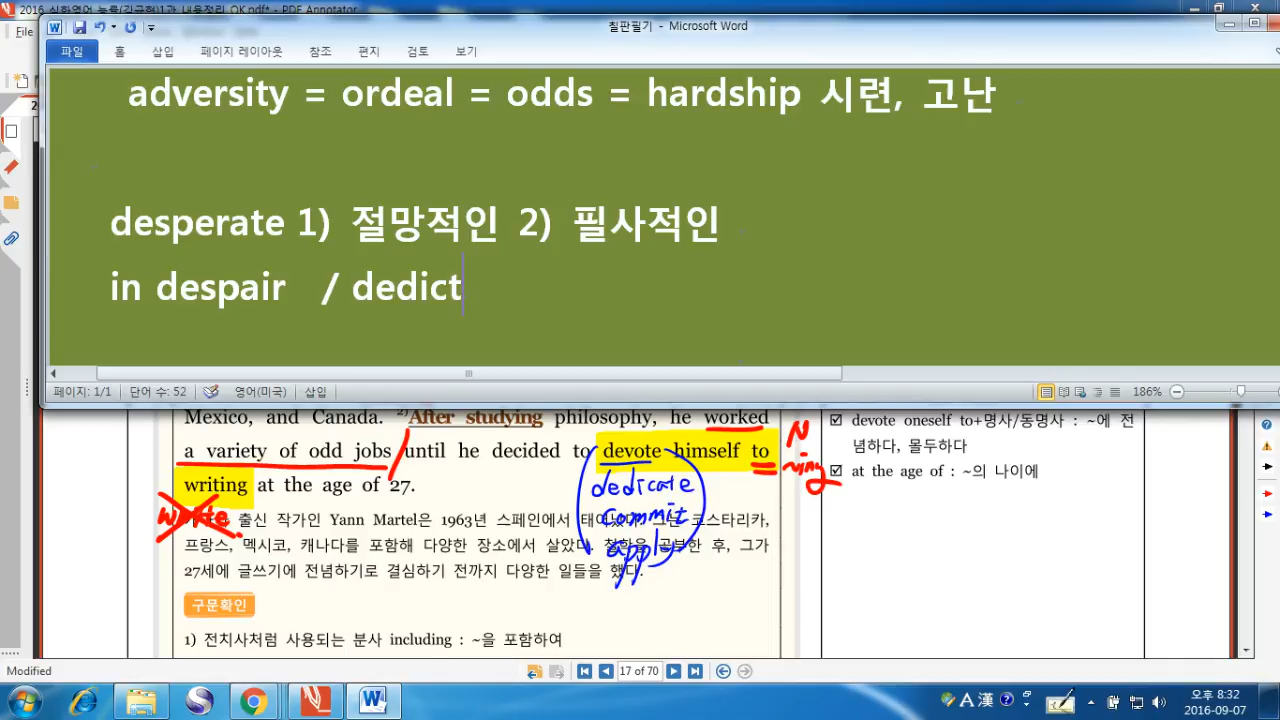 2016 심화영어 능률(김규현)1과 내용정리 OK.pdf* - PDF Annotator
File
칠판필기 - Microsoft Word
파일 홈 삽입 페이지 레이아웃 참조 편지 검토 보기
adversity = ordeal = odds = hardship 시련, 고난
desperate 1) 절망적인 2) 필사적인
in despair / dedict
페이지: 1/1 단어 수: 52 영어(미국) 삽입 186%
Mexico, and Canada. 2)After studying philosophy, he worked
a variety of odd jobs until he decided to devote himself to
writing at the age of 27.
N
ving
dedicate
commit
apply
write
출신 작가인 Yann Martel은 1963년 스페인에서 태어났다. 그는 코스타리카,
프랑스, 멕시코, 캐나다를 포함해 다양한 장소에서 살았다. 철학을 공부한 후, 그가
27세에 글쓰기에 전념하기로 결심하기 전까지 다양한 일들을 했다.
구문확인
1) 전치사처럼 사용되는 분사 including : ~을 포함하여
devote oneself to+명사/동명사 : ~에 전
념하다, 몰두하다
at the age of : ~의 나이에
Modified
17 of 70
A 漢
오후 8:32
2016-09-07